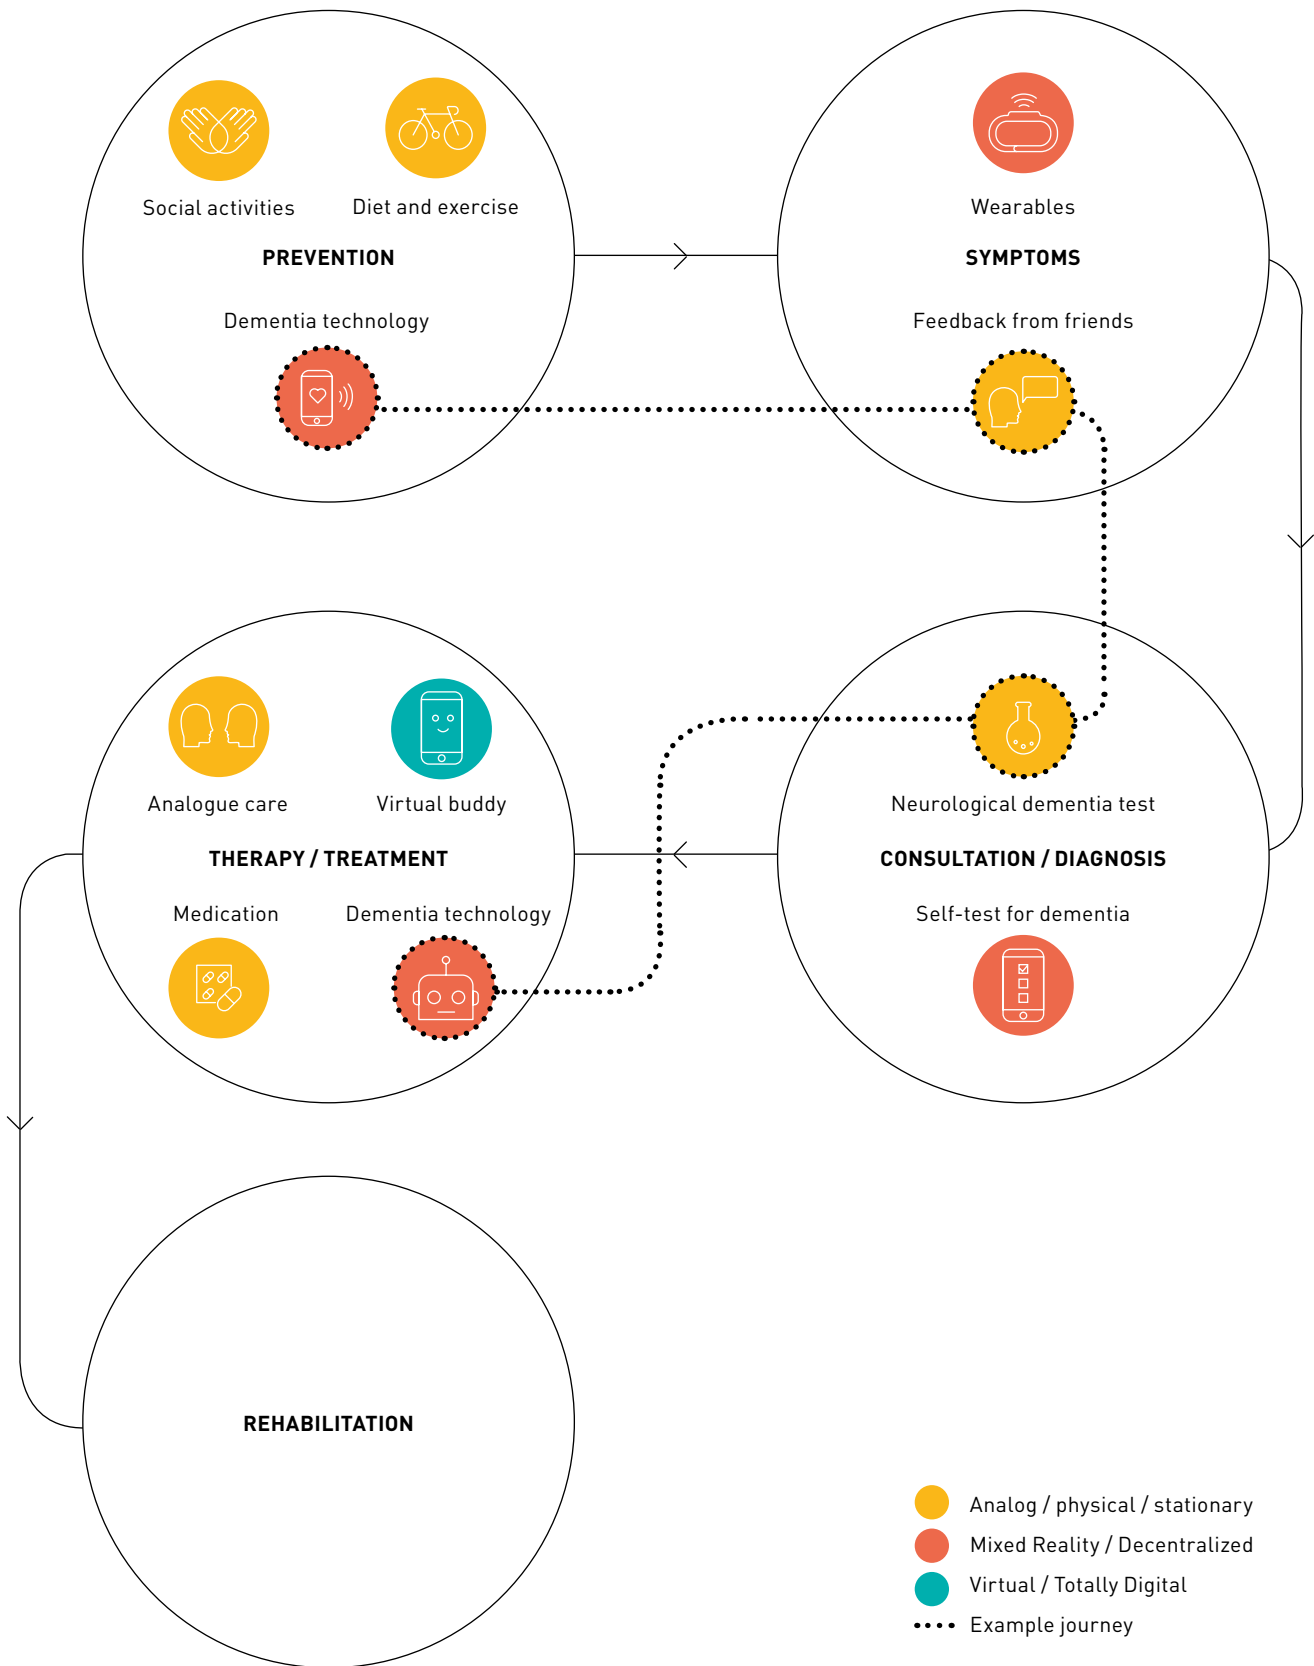 Social activities
Diet and exercise
PREVENTION
Dementia technology
Wearables
SYMPTOMS
Feedback from friends
Analogue care
Virtual buddy
THERAPY / TREATMENT
Medication
Dementia technology
Neurological dementia test
CONSULTATION / DIAGNOSIS
Self-test for dementia
REHABILITATION
Analog / physical / stationary
Mixed Reality / Decentralized
Virtual / Totally Digital
Example journey